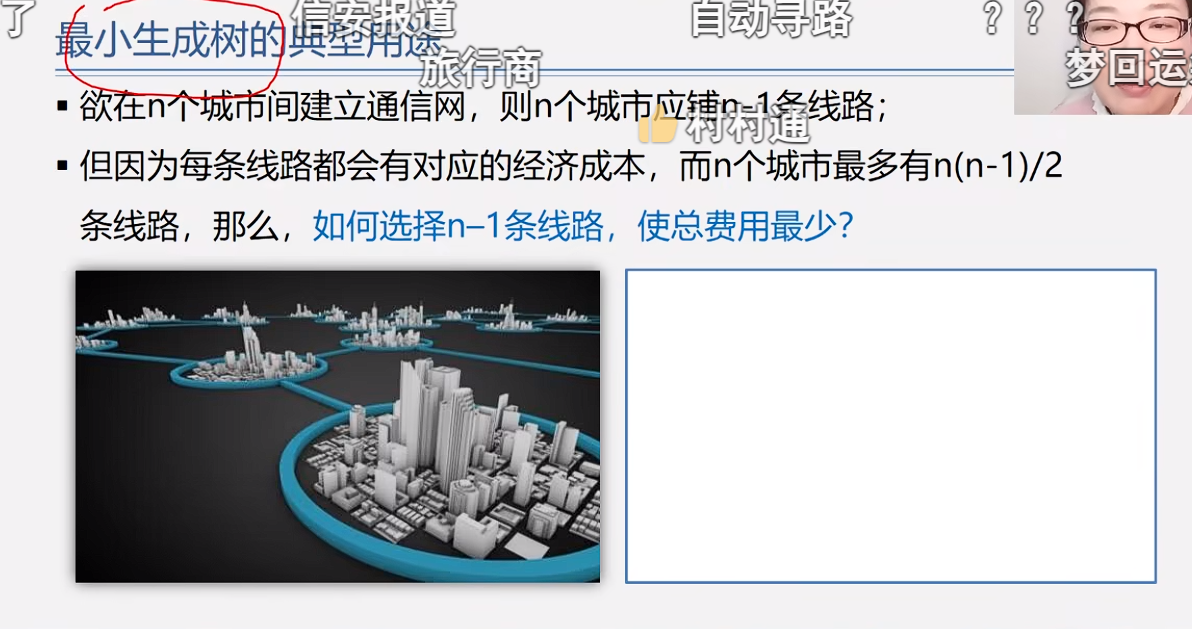 了
信安报道
自动寻路
？？？
最小生成树的典型用途
旅行商
梦回运
▪ 欲在n个城市间建立通信网，则n个城市应铺n-1条线路；
村村通
▪ 但因为每条线路都会有对应的经济成本，而n个城市最多有n(n-1)/2
条线路，那么，如何选择n–1条线路，使总费用最少？